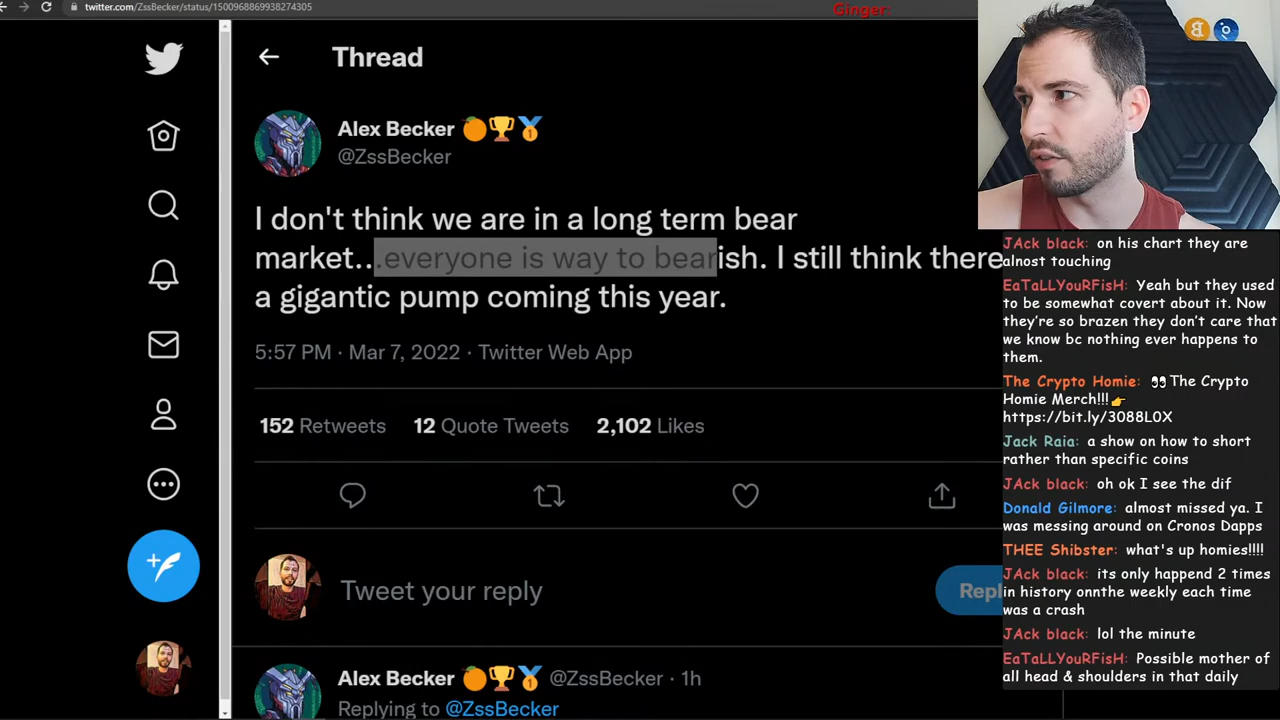 twitter.com/ZssBecker/status/1500968869938274305
Ginger:
Thread
Alex Becker 🍊🏆🥇
@ZssBecker
I don't think we are in a long term bear
market...everyone is way to bearish. I still think there
a gigantic pump coming this year.
5:57 PM · Mar 7, 2022 · Twitter Web App
152 Retweets 12 Quote Tweets 2,102 Likes
Tweet your reply
Repl
Alex Becker 🍊🏆🥇 @ZssBecker · 1h
Replying to @ZssBecker
JAck black: on his chart they are
alnost touching
EaTaLLYouRFisH: Yeah but they used
to be somewhat covert about it. Now
they're so brazen they don't care that
we know bc nothing ever happens to
them.
The Crypto Homie: 👀The Crypto
Homie Merch!!!👉
https://bit.ly/3O88L0X
Jack Raia: a show on how to short
rather than specific coins
JAck black: oh ok I see the dif
Donald Gilmore: almost missed ya. I
was messing around on Cronos Dapps
THEE Shibster: what's up homies!!!!
JAck black: its only happend 2 times
in history onnthe weekly each time
was a crash
JAck black: lol the minute
EaTaLLYouRFisH: Possible mother of
all head & shoulders in that daily